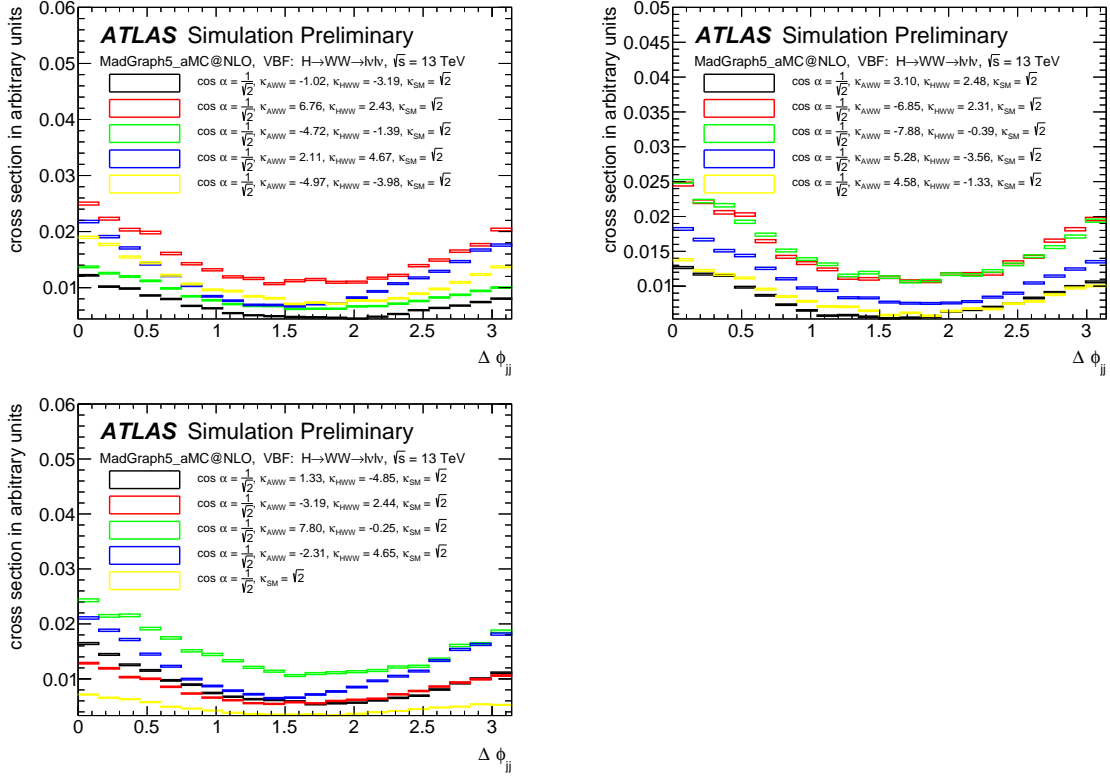 cross section in arbitrary units
0.06
0.05
0.04
0.03
0.02
0.01
ATLAS Simulation Preliminary
MadGraph5_aMC@NLO, VBF: H→WW→lνlν, √s = 13 TeV
cos α = 1/√2, κAWW = -1.02, κHWW = -3.19, κSM = √2
cos α = 1/√2, κAWW = 6.76, κHWW = 2.43, κSM = √2
cos α = 1/√2, κAWW = -4.72, κHWW = -1.39, κSM = √2
cos α = 1/√2, κAWW = 2.11, κHWW = 4.67, κSM = √2
cos α = 1/√2, κAWW = -4.97, κHWW = -3.98, κSM = √2
0 0.5 1 1.5 2 2.5 3
Δ ϕjj
cross section in arbitrary units
0.05
0.045
0.04
0.035
0.03
0.025
0.02
0.015
0.01
ATLAS Simulation Preliminary
MadGraph5_aMC@NLO, VBF: H→WW→lνlν, √s = 13 TeV
cos α = 1/√2, κAWW = 3.10, κHWW = 2.48, κSM = √2
cos α = 1/√2, κAWW = -6.85, κHWW = 2.31, κSM = √2
cos α = 1/√2, κAWW = -7.88, κHWW = -0.39, κSM = √2
cos α = 1/√2, κAWW = 5.28, κHWW = -3.56, κSM = √2
cos α = 1/√2, κAWW = 4.58, κHWW = -1.33, κSM = √2
0 0.5 1 1.5 2 2.5 3
Δ ϕjj
cross section in arbitrary units
0.06
0.05
0.04
0.03
0.02
0.01
ATLAS Simulation Preliminary
MadGraph5_aMC@NLO, VBF: H→WW→lνlν, √s = 13 TeV
cos α = 1/√2, κAWW = 1.33, κHWW = -4.85, κSM = √2
cos α = 1/√2, κAWW = -3.19, κHWW = 2.44, κSM = √2
cos α = 1/√2, κAWW = 7.80, κHWW = -0.25, κSM = √2
cos α = 1/√2, κAWW = -2.31, κHWW = 4.65, κSM = √2
cos α = 1/√2, κSM = √2
0 0.5 1 1.5 2 2.5 3
Δ ϕjj